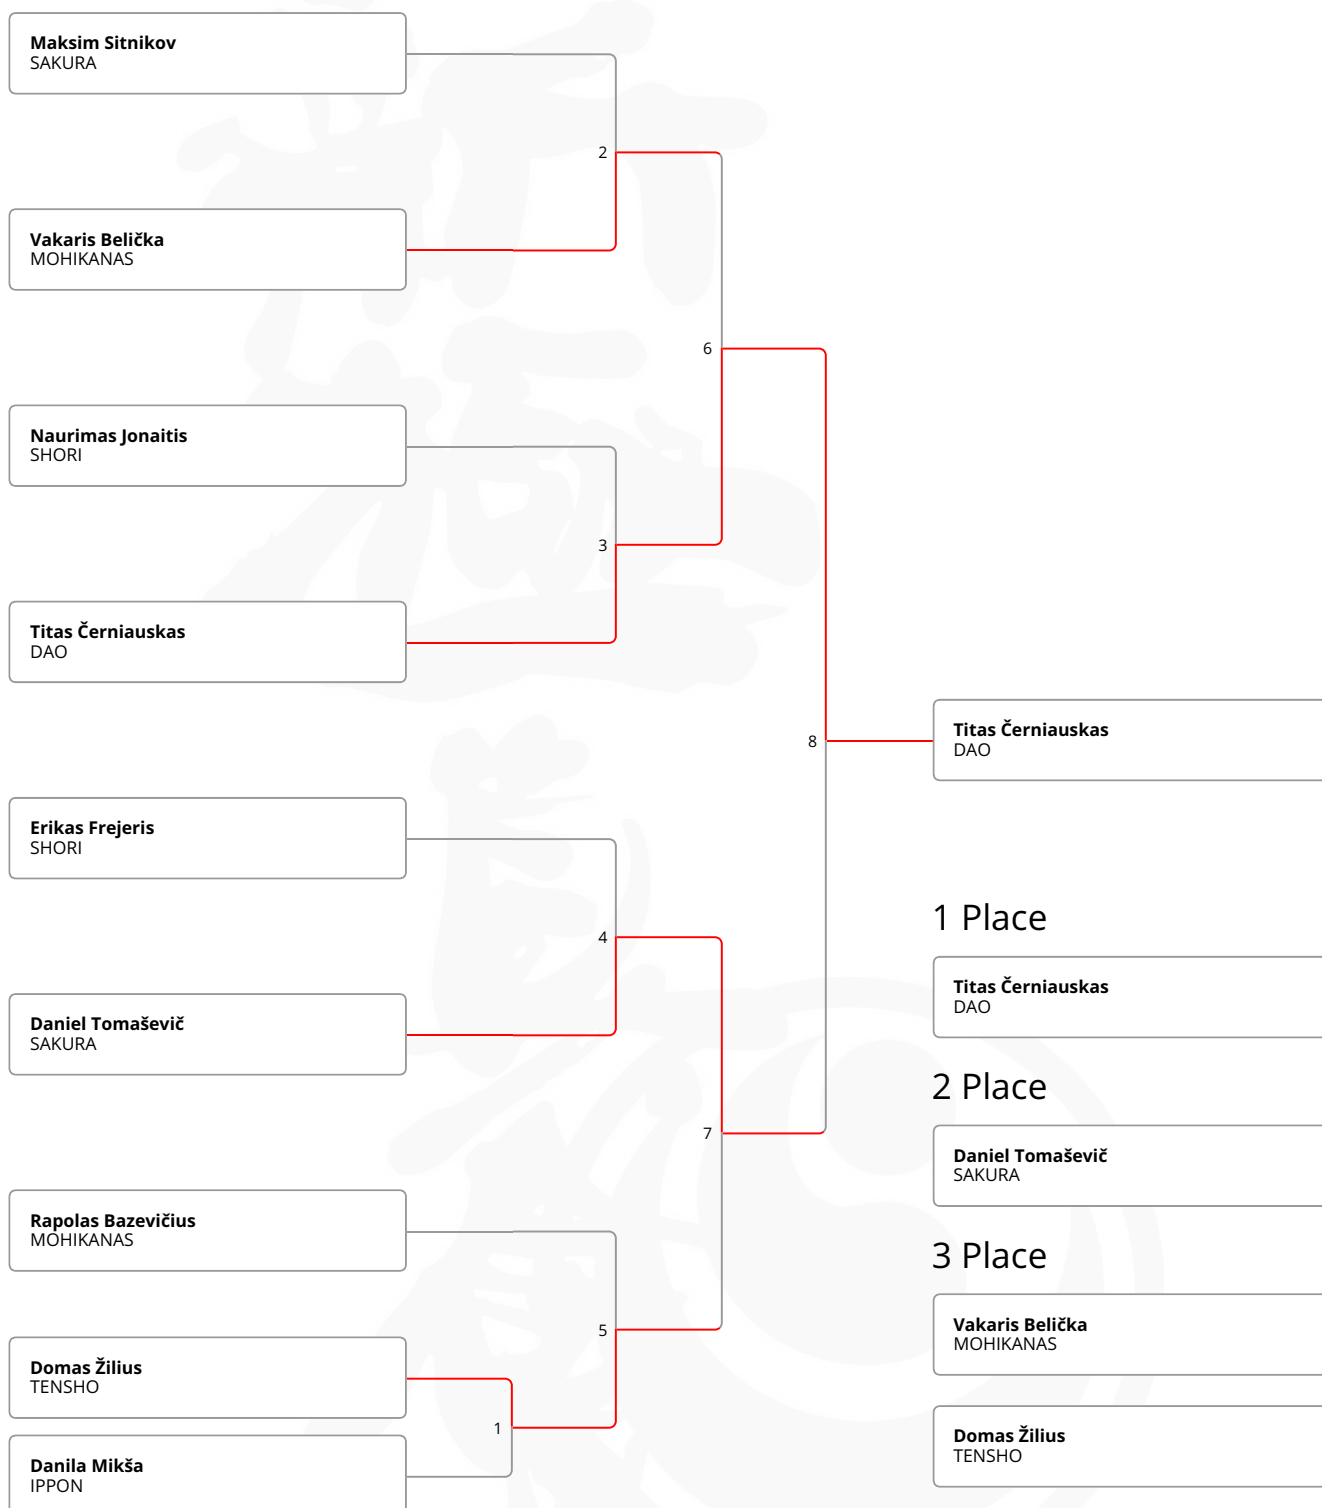 Maksim Sitnikov
SAKURA
2
Vakaris Belička
MOHIKANAS
6
Naurimas Jonaitis
SHORI
3
Titas Černiauskas
DAO
8
Titas Černiauskas
DAO
Erikas Frejeris
SHORI
4
Daniel Tomaševič
SAKURA
7
Rapolas Bazevičius
MOHIKANAS
5
Domas Žilius
TENSHO
1
Danila Mikša
IPPON
1 Place
Titas Černiauskas
DAO
2 Place
Daniel Tomaševič
SAKURA
3 Place
Vakaris Belička
MOHIKANAS
Domas Žilius
TENSHO